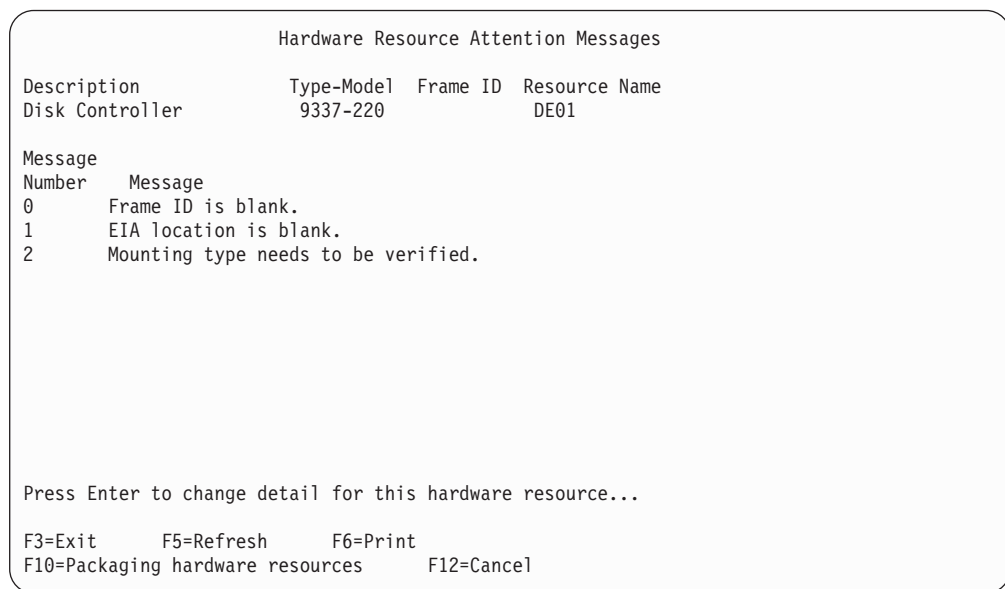 Hardware Resource Attention Messages
Description Type-Model Frame ID Resource Name
Disk Controller 9337-220 DE01
Message
Number Message
0 Frame ID is blank.
1 EIA location is blank.
2 Mounting type needs to be verified.
Press Enter to change detail for this hardware resource...
F3=Exit F5=Refresh F6=Print
F10=Packaging hardware resources F12=Cancel